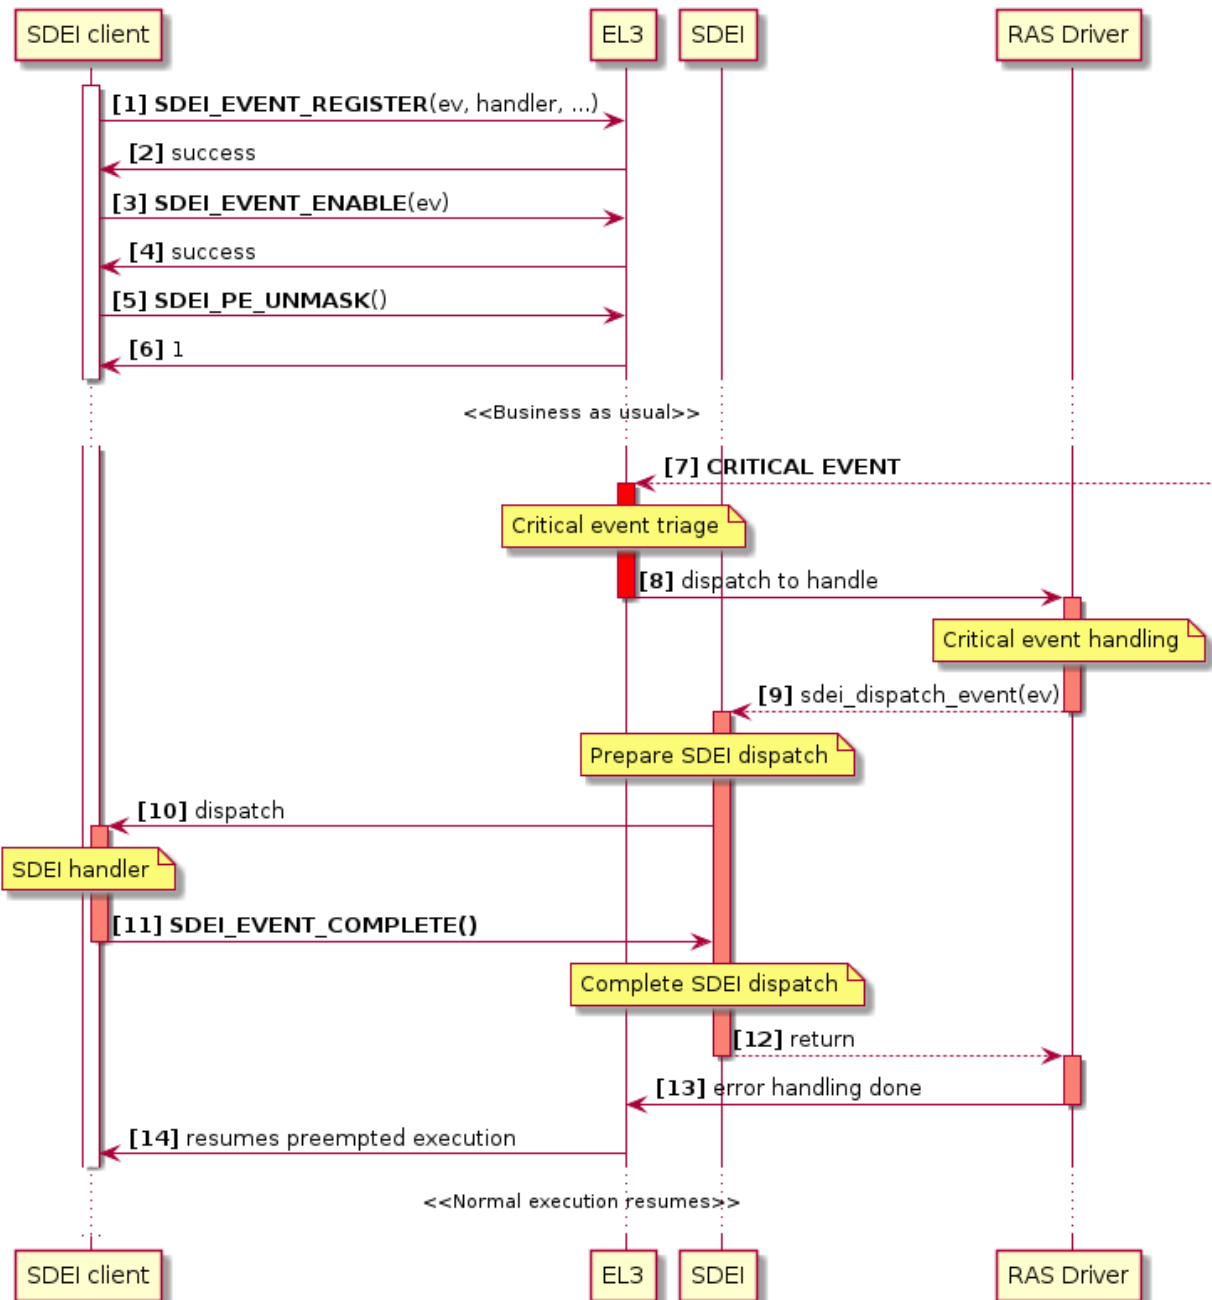 SDEI client
EL3
SDEI
RAS Driver
[1] SDEI_EVENT_REGISTER(ev, handler, ...)
[2] success
[3] SDEI_EVENT_ENABLE(ev)
[4] success
[5] SDEI_PE_UNMASK()
[6] 1
<<Business as usual>>
[7] CRITICAL EVENT
Critical event triage
[8] dispatch to handle
Critical event handling
[9] sdei_dispatch_event(ev)
Prepare SDEI dispatch
[10] dispatch
SDEI handler
[11] SDEI_EVENT_COMPLETE()
Complete SDEI dispatch
[12] return
[13] error handling done
[14] resumes preempted execution
<<Normal execution resumes>>
SDEI client
EL3
SDEI
RAS Driver